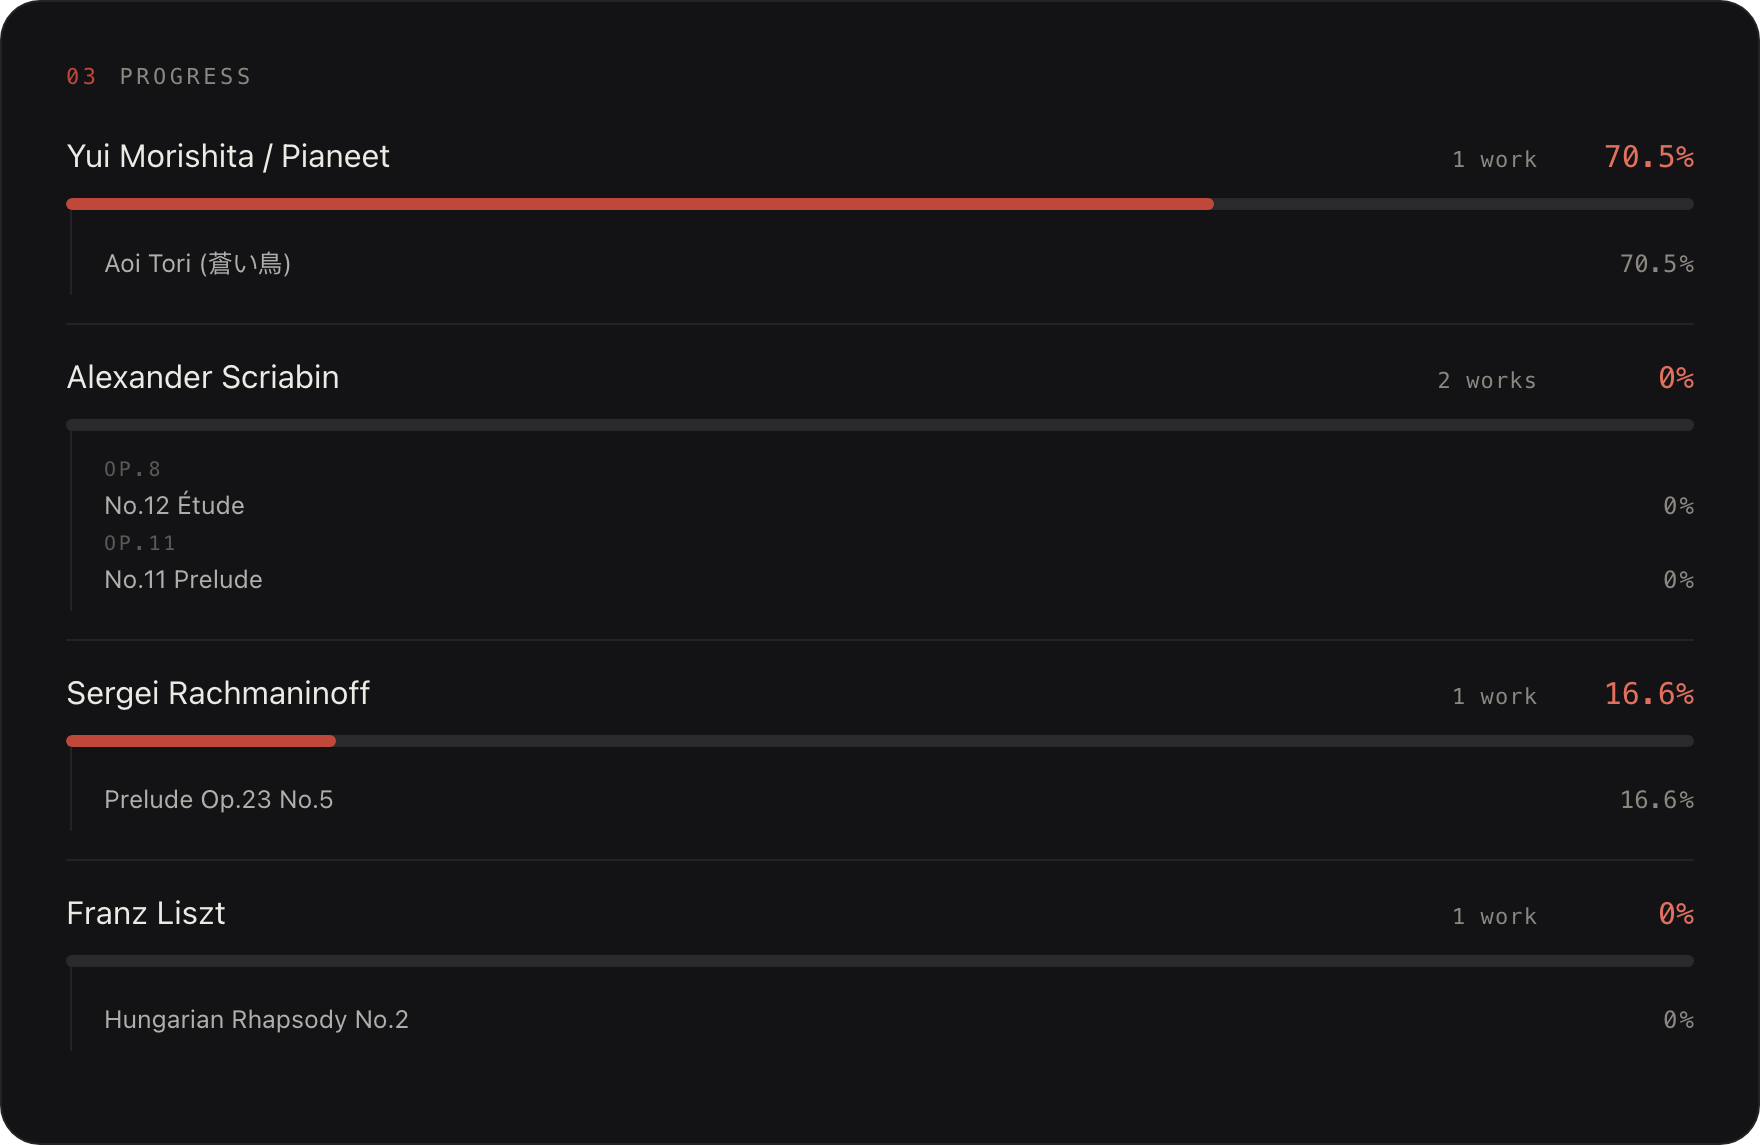 03 PROGRESS
Yui Morishita / Pianeet 1 work 70.5%
Aoi Tori (蒼い鳥) 70.5%
Alexander Scriabin 2 works 0%
OP.8
No.12 Étude 0%
OP.11
No.11 Prelude 0%
Sergei Rachmaninoff 1 work 16.6%
Prelude Op.23 No.5 16.6%
Franz Liszt 1 work 0%
Hungarian Rhapsody No.2 0%